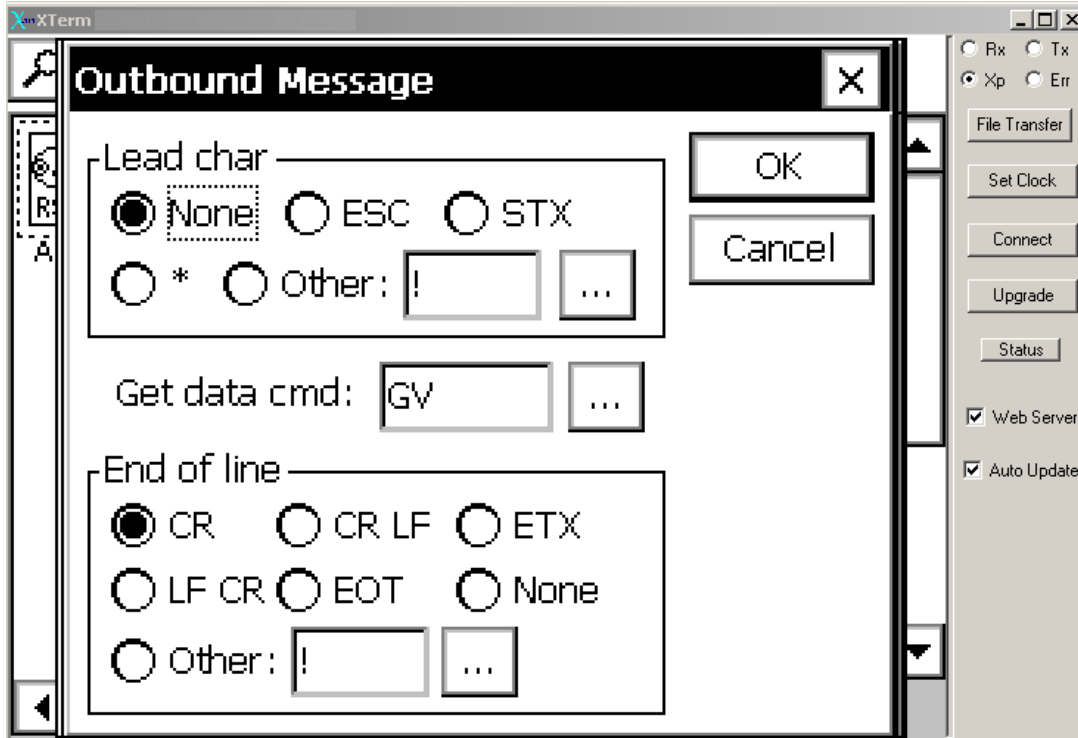 XTerm
Rx Tx
Xp Err
File Transfer
Set Clock
Connect
Upgrade
Status
Web Server
Auto Update
Outbound Message
Lead char
None ESC STX
* Other: ! ...
OK
Cancel
Get data cmd: GV ...
End of line
CR CR LF ETX
LF CR EOT None
Other: ! ...
A